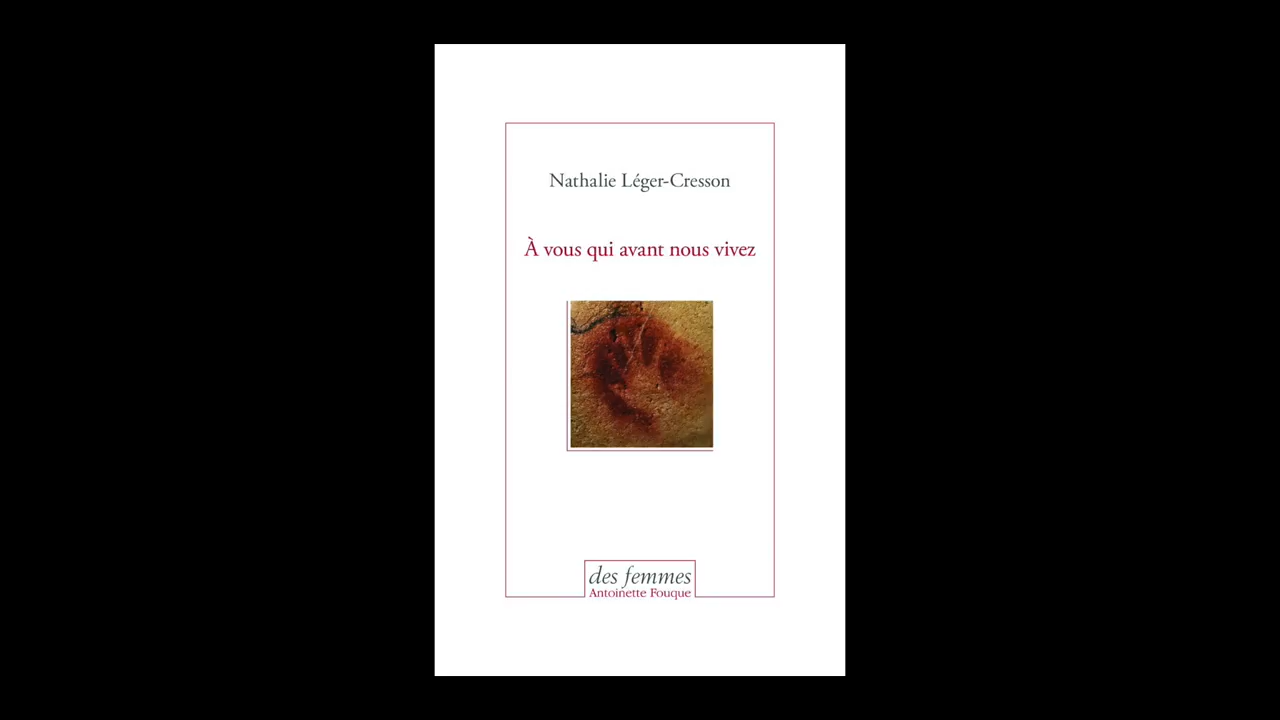 Nathalie Léger-Cresson
À vous qui avant nous vivez
des femmes
Antoinette Fouque